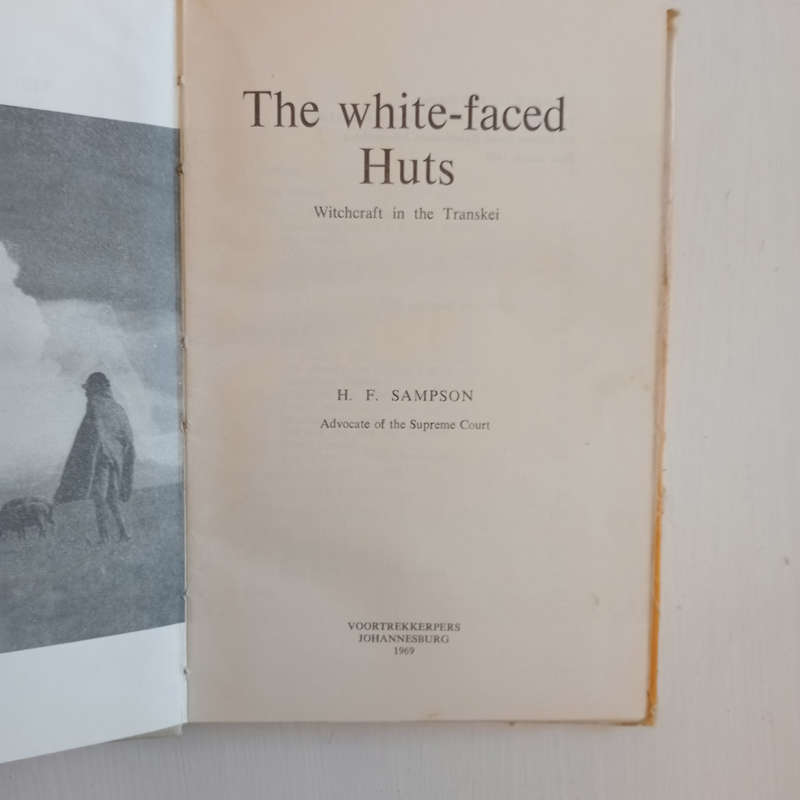 The white-faced
Huts
Witchcraft in the Transkei
H. F. SAMPSON
Advocate of the Supreme Court
VOORTREKKERPERS
JOHANNESBURG
1969